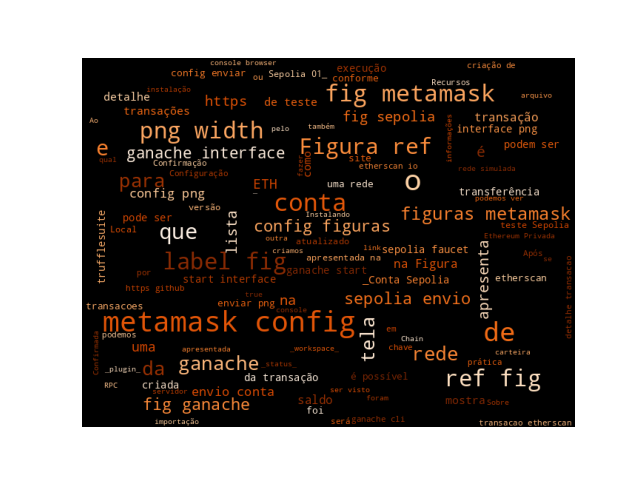 console browser
criação de
config enviar
ou
Sepolia 01_
execução
conforme
Recursos
instalação
detalhe
https
de teste
fig metamask
arquivo
transações
fig sepolia
transação
Ao
png width
pelo
também
informações
interface png
e
Figura ref
podem ser
qual
ganache interface
Confirmação
fazer
como
site
é
etherscan io
rede simulada
Configuração
para
ETH
uma rede
o
config png
transferência
podemos ver
versão
conta
Instalando
figuras metamask
trufflesuite
pode ser
Local
que
lista
config figuras
teste Sepolia
outra
atualizado
Ethereum Privada
criamos
link
sepolia faucet
apresenta
Após
se
label fig
apresentada na
na Figura
por
ganache start
start interface
_Conta Sepolia
etherscan
detalhe transacao
https github
true
transacoes
enviar png
na
console
sepolia envio
metamask config
tela
em
de
Confirmada
podemos
Chain
uma
apresentada
_workspace_
chave
rede
carteira
_plugin_
da
ganache
_status_
prática
RPC
criada
da transação
é possível
ref fig
servidor
envio conta
ser visto
fig ganache
saldo
foram
mostra
Sobre
foi
importação
será
ganache cli
transacao etherscan